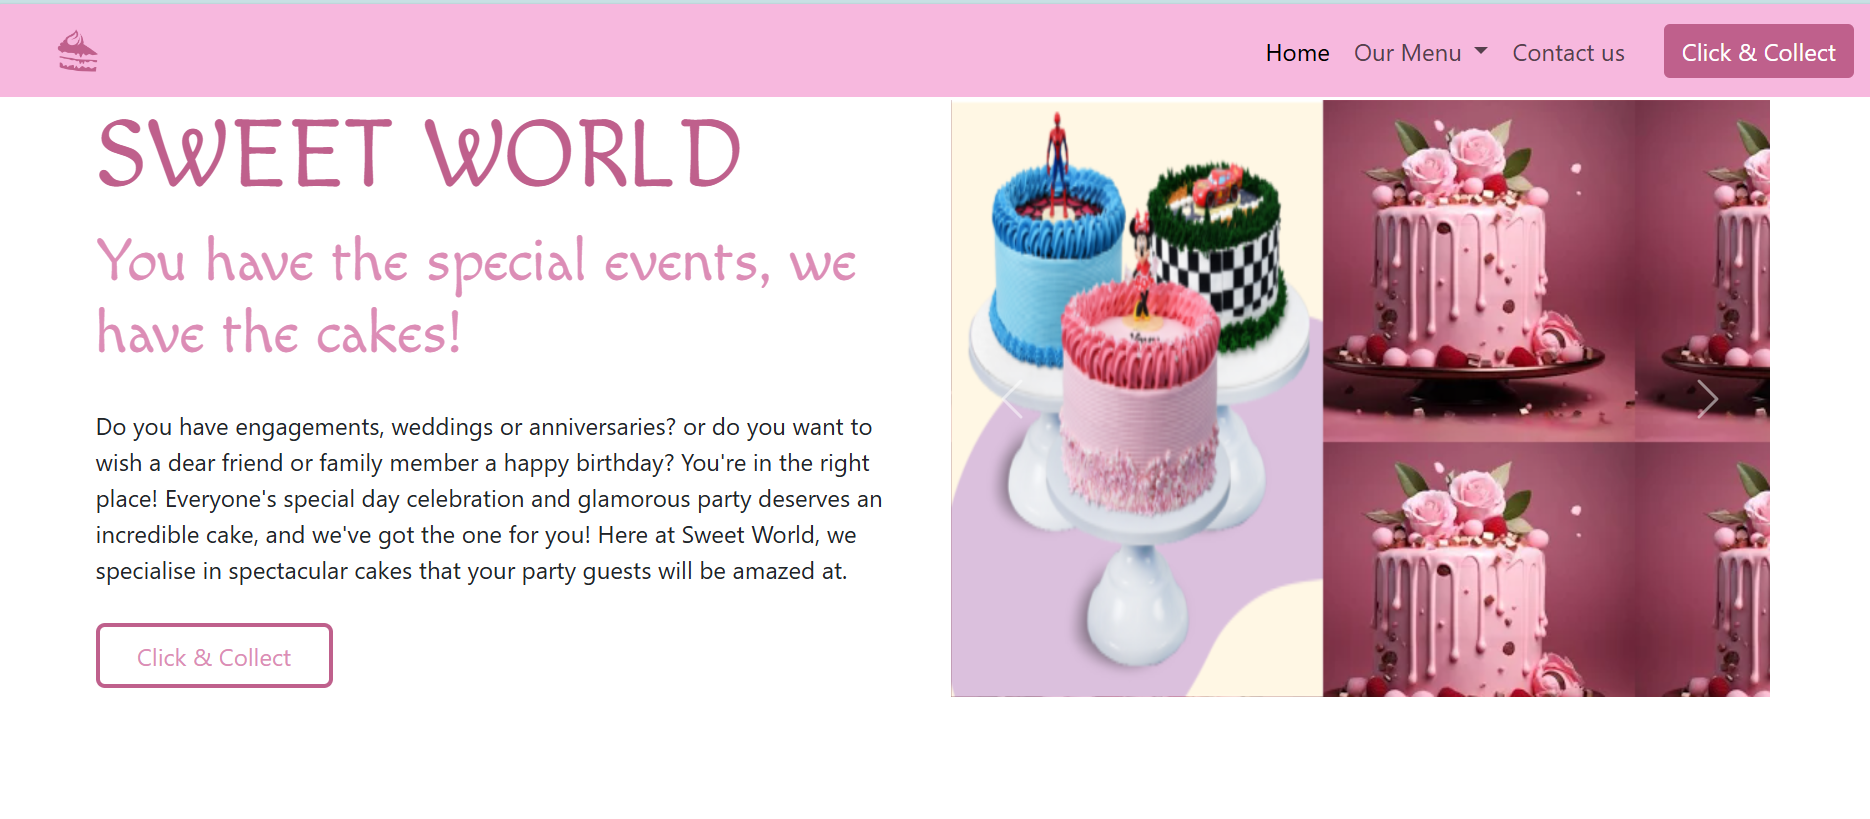 Home Our Menu Contact us Click & Collect
SWEET WORLD
You have the special events, we
have the cakes!
Do you have engagements, weddings or anniversaries? or do you want to
wish a dear friend or family member a happy birthday? You're in the right
place! Everyone's special day celebration and glamorous party deserves an
incredible cake, and we've got the one for you! Here at Sweet World, we
specialise in spectacular cakes that your party guests will be amazed at.
Click & Collect